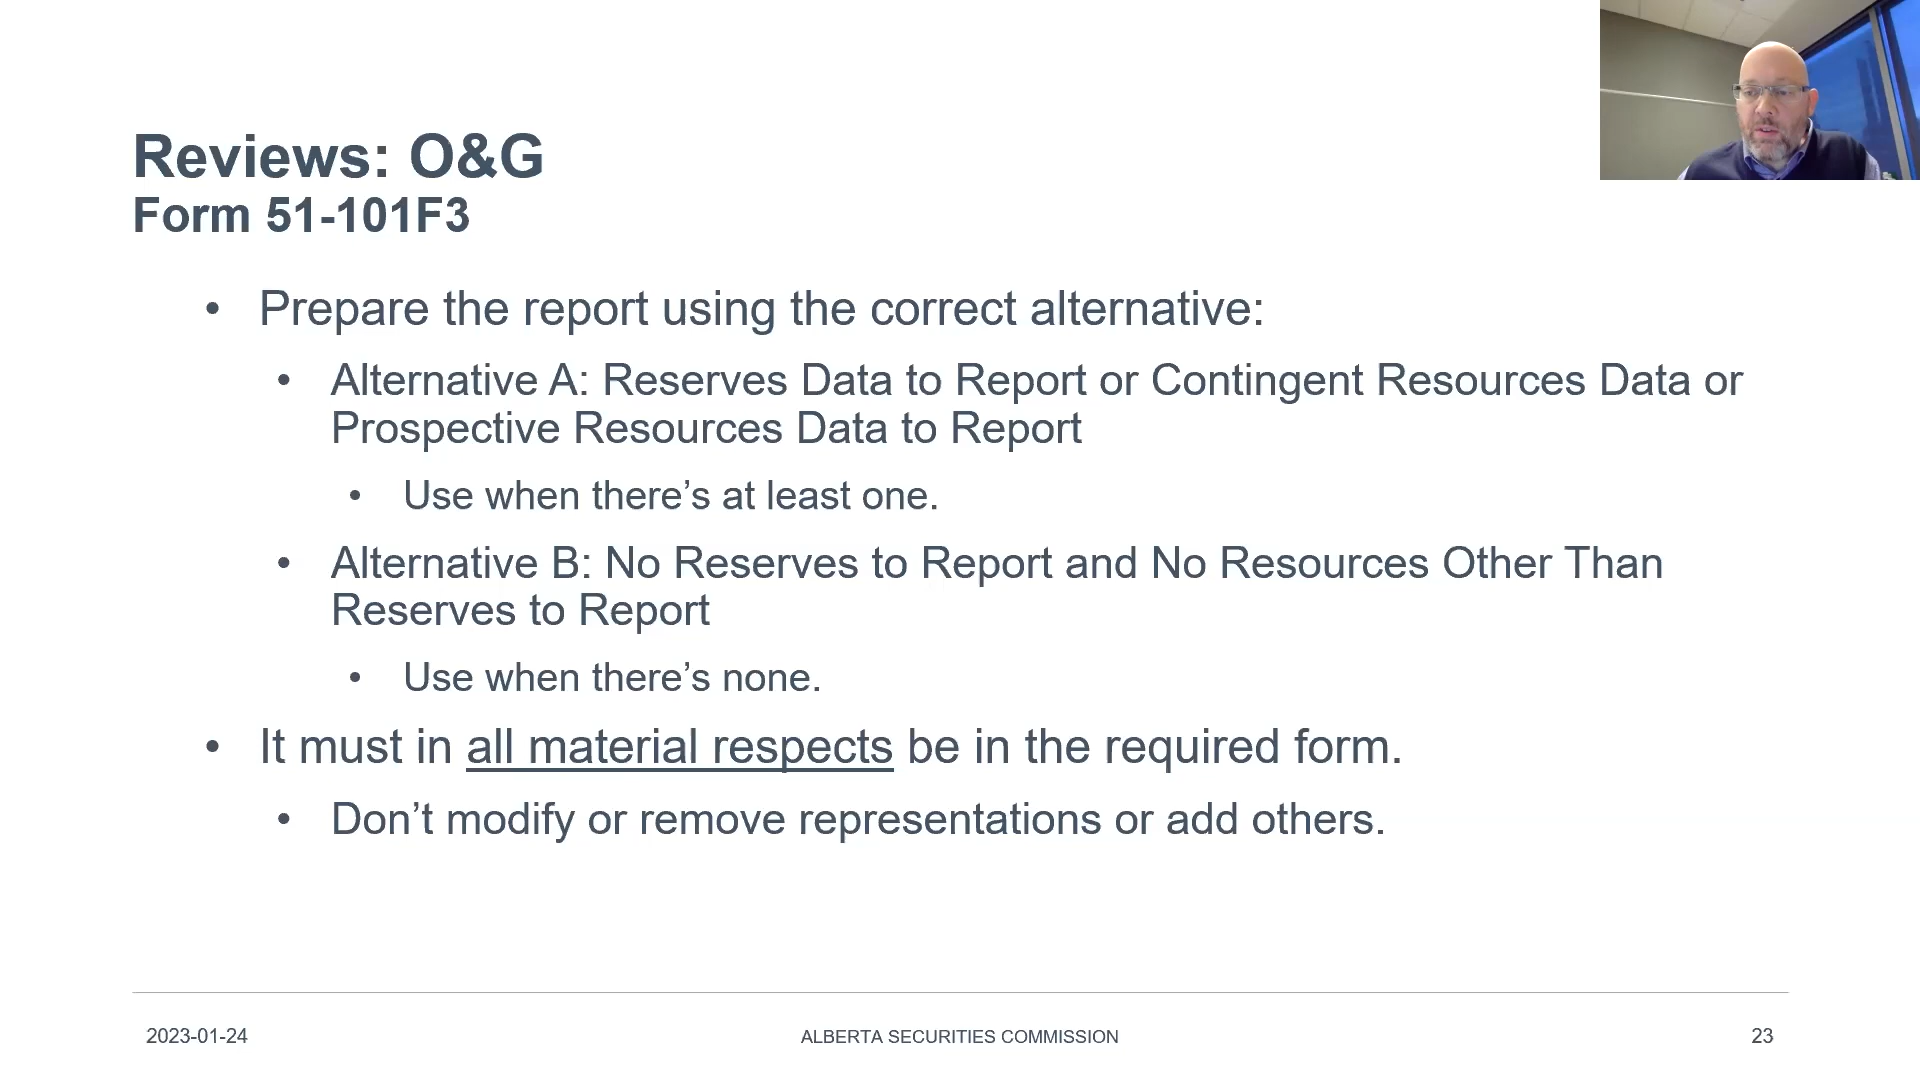 Reviews: O&G
Form 51-101F3
• Prepare the report using the correct alternative:
• Alternative A: Reserves Data to Report or Contingent Resources Data or
Prospective Resources Data to Report
• Use when there’s at least one.
• Alternative B: No Reserves to Report and No Resources Other Than
Reserves to Report
• Use when there’s none.
• It must in all material respects be in the required form.
• Don’t modify or remove representations or add others.
2023-01-24
ALBERTA SECURITIES COMMISSION
23